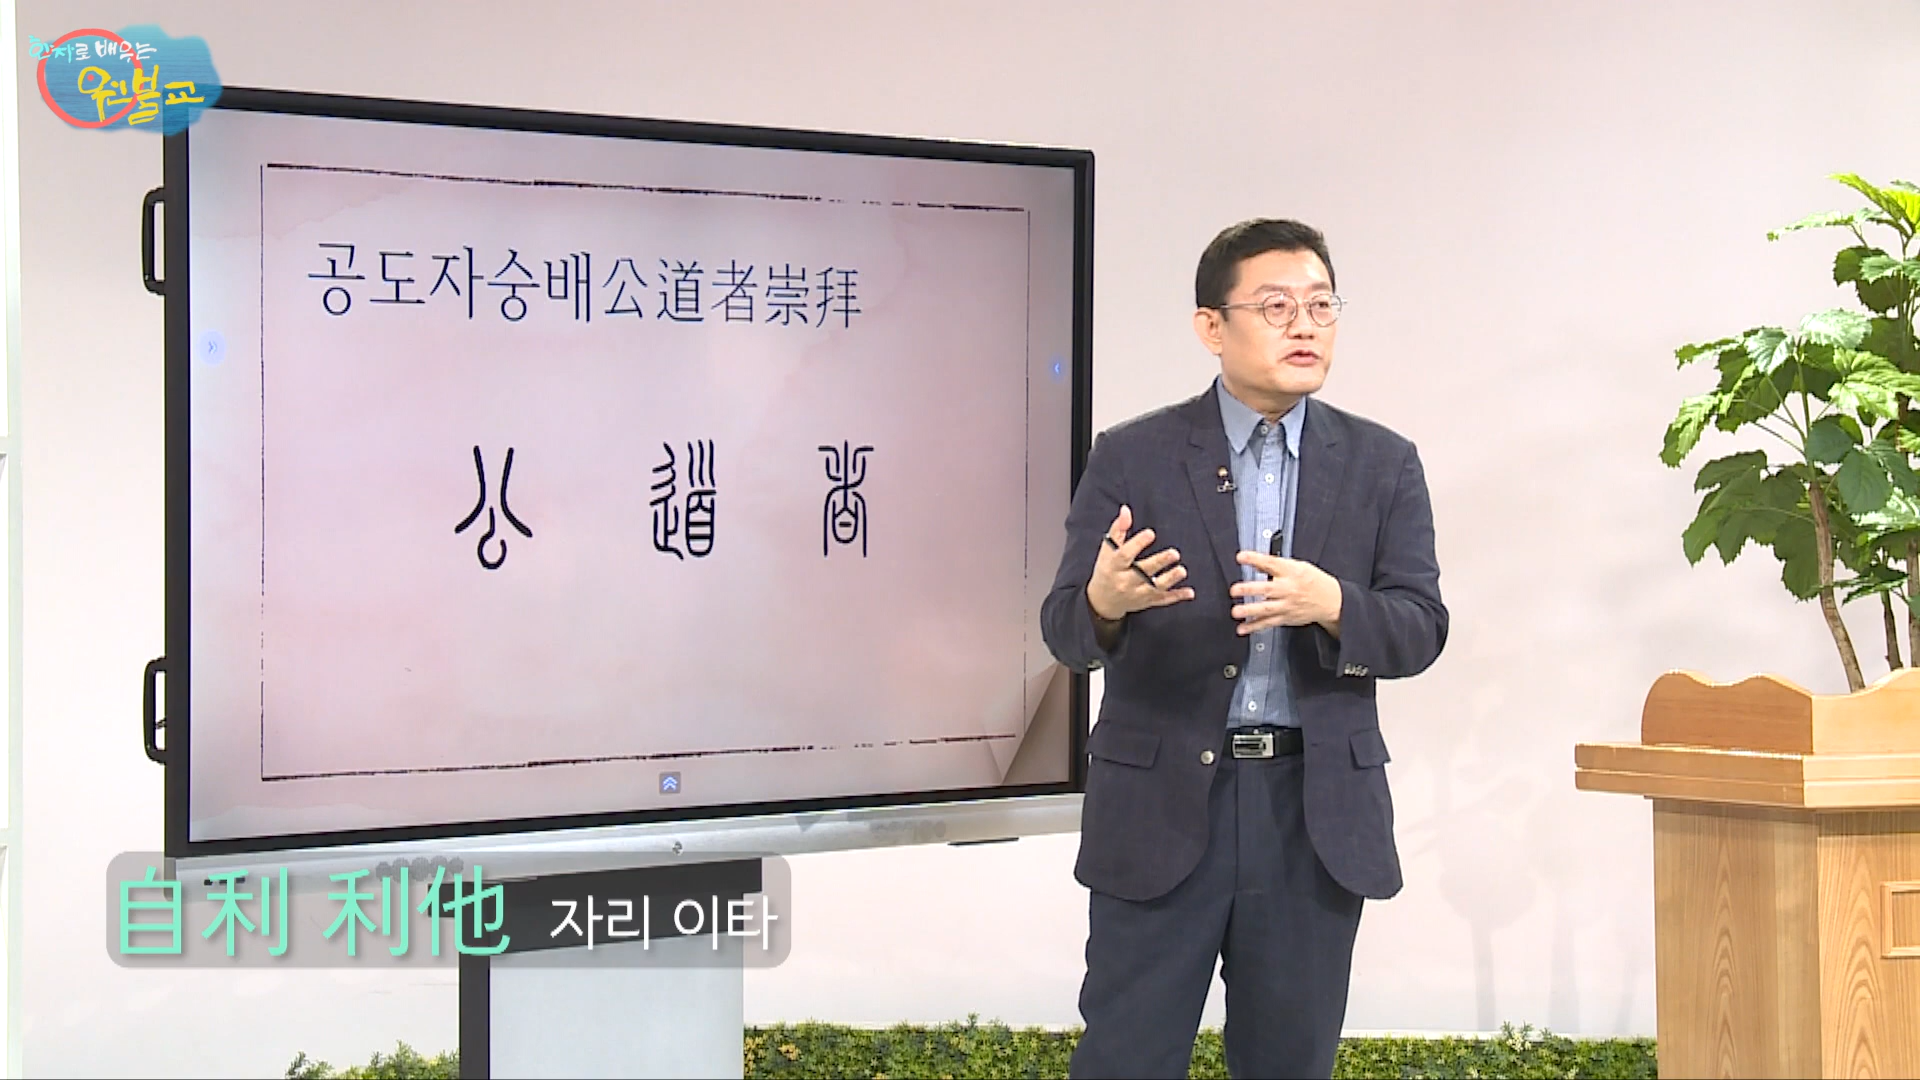 한자로 배우는
원불교
공도자숭배公道者崇拜
公 道 者
自利 利他 자리 이타